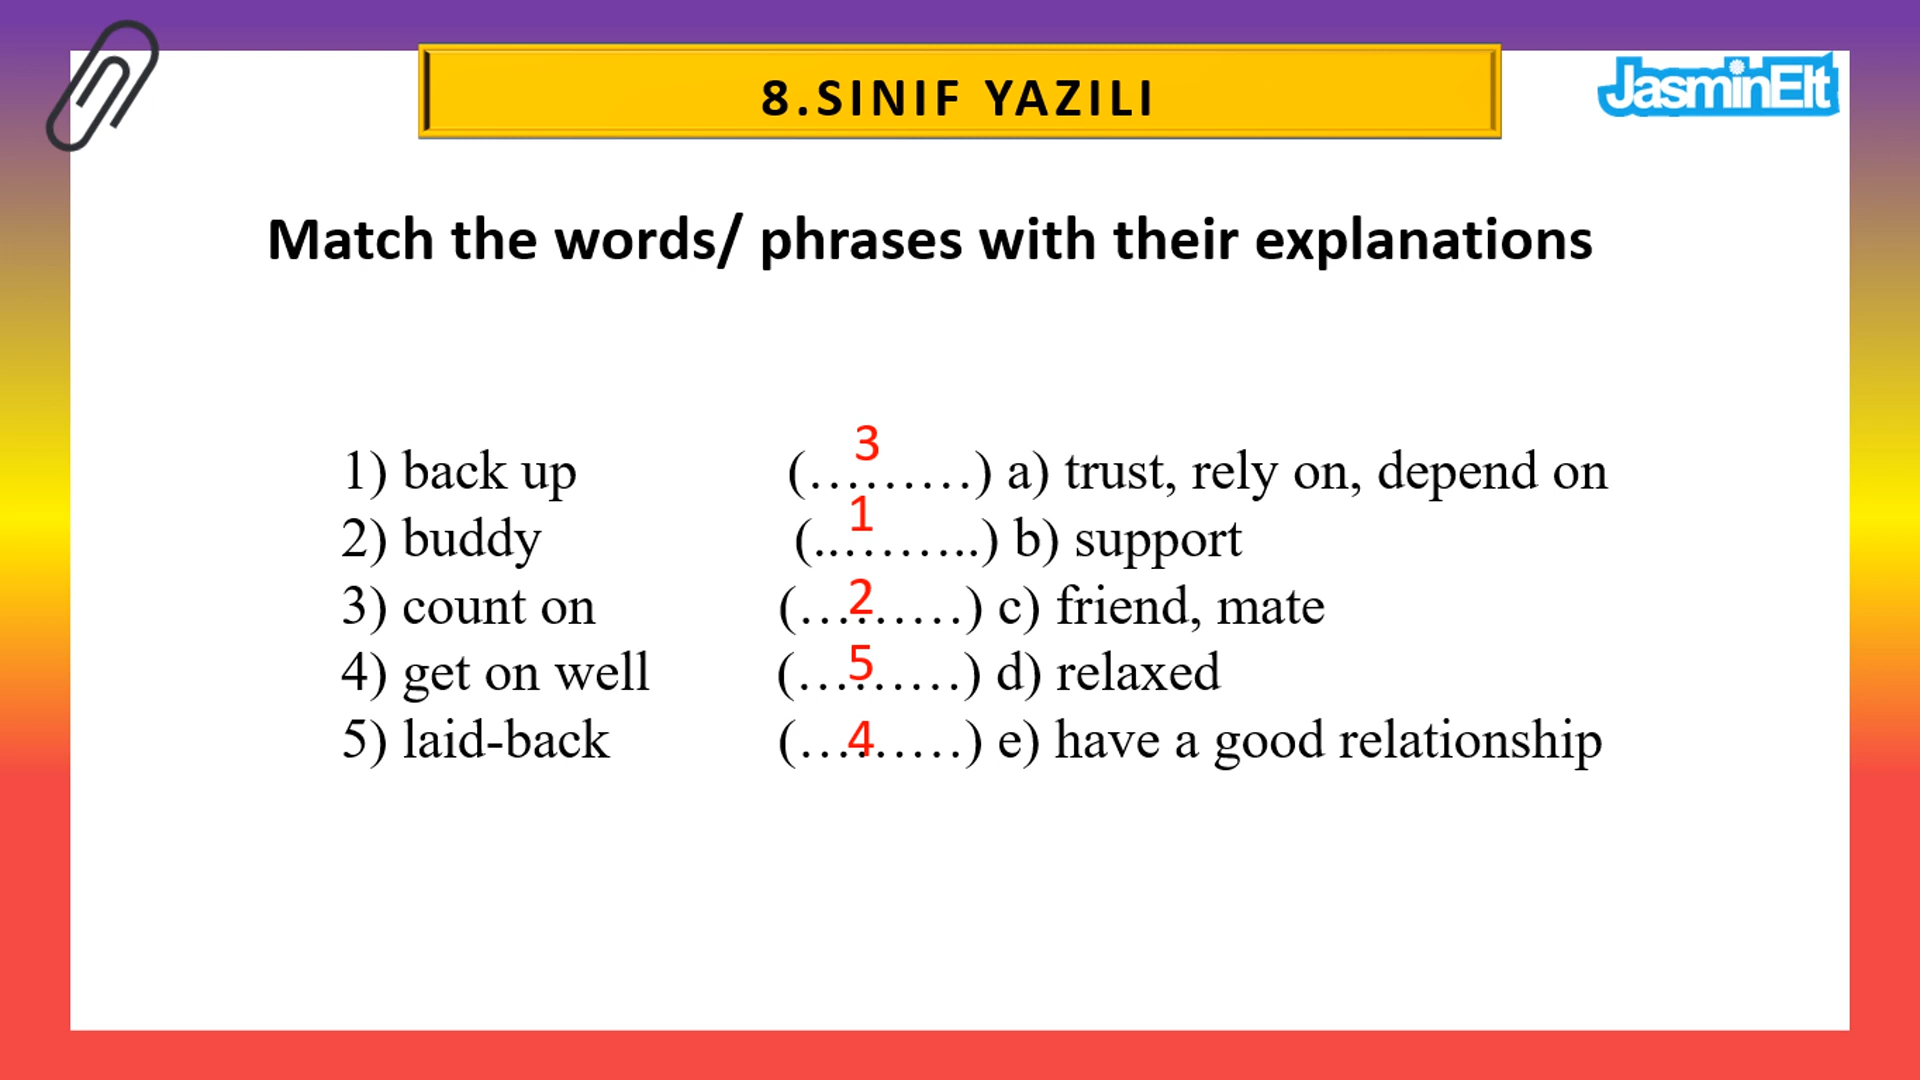 8.SINIF YAZILI
JasminElt
Match the words/ phrases with their explanations
1) back up (...3......) a) trust, rely on, depend on
2) buddy (...1......) b) support
3) count on (...2......) c) friend, mate
4) get on well (...5......) d) relaxed
5) laid-back (...4......) e) have a good relationship